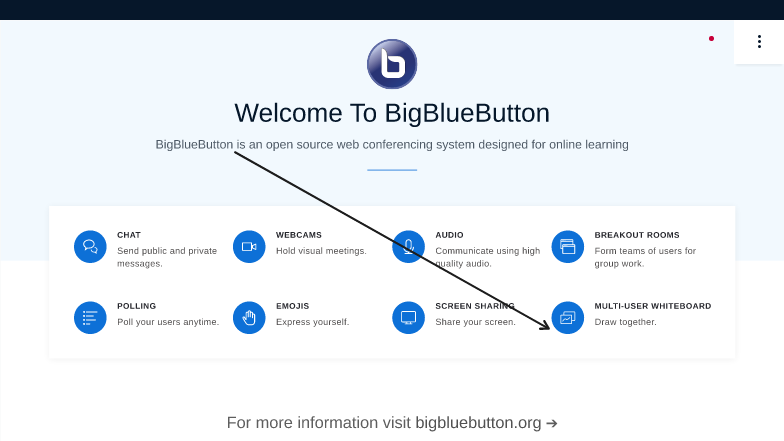 Welcome To BigBlueButton
BigBlueButton is an open source web conferencing system designed for online learning
CHAT
Send public and private
messages.
WEBCAMS
Hold visual meetings.
AUDIO
Communicate using high
quality audio.
BREAKOUT ROOMS
Form teams of users for
group work.
POLLING
Poll your users anytime.
EMOJIS
Express yourself.
SCREEN SHARING
Share your screen.
MULTI-USER WHITEBOARD
Draw together.
For more information visit bigbluebutton.org ➔